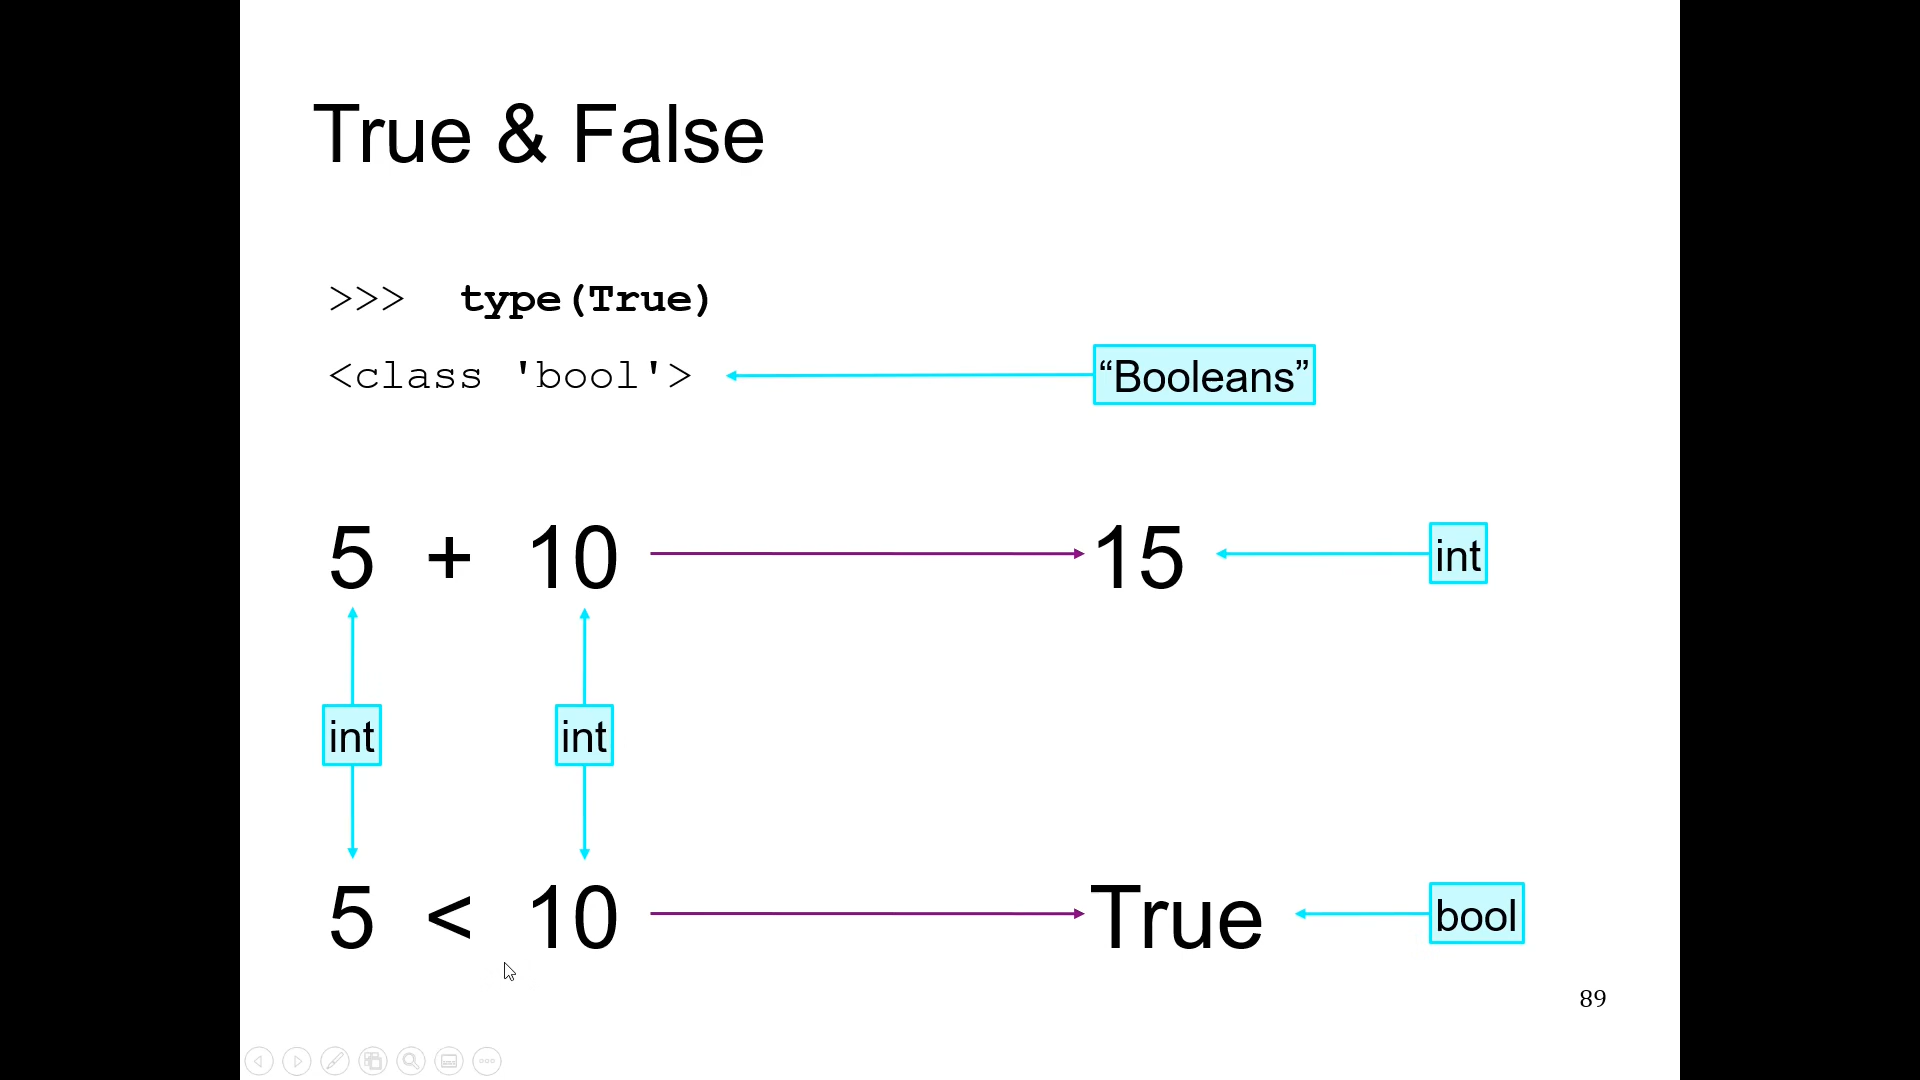 True & False
>>> type(True)
<class 'bool'>
“Booleans”
5 + 10
15
int
int
int
5 < 10
True
bool
89